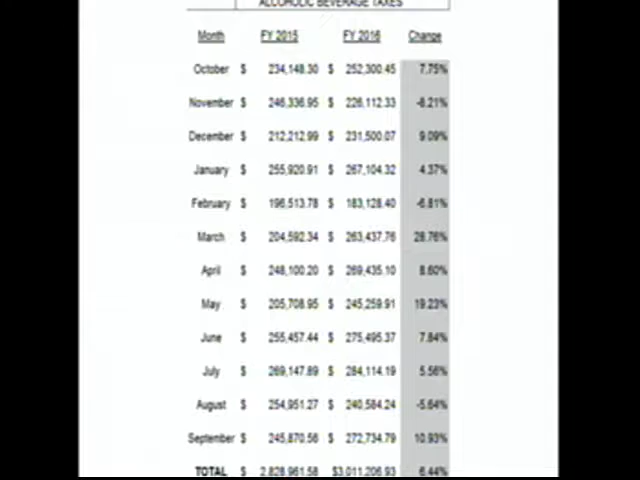 ALCOHOLIC BEVERAGE TAXES
Month FY 2015 FY 2016 Change
October $ 234,148.30 $ 252,300.45 7.75%
November $ 246,336.95 $ 226,112.33 -8.21%
December $ 212,212.99 $ 231,500.07 9.09%
January $ 255,920.91 $ 267,104.32 4.37%
February $ 196,513.78 $ 183,128.40 -6.81%
March $ 204,592.34 $ 263,437.76 28.76%
April $ 248,100.20 $ 269,435.10 8.60%
May $ 205,708.95 $ 245,259.91 19.23%
June $ 255,457.44 $ 275,495.37 7.84%
July $ 269,147.89 $ 284,114.19 5.56%
August $ 254,951.27 $ 240,584.24 -5.64%
September $ 245,870.56 $ 272,734.79 10.93%
TOTAL $ 2,828,961.58 $3,011,206.93 6.44%